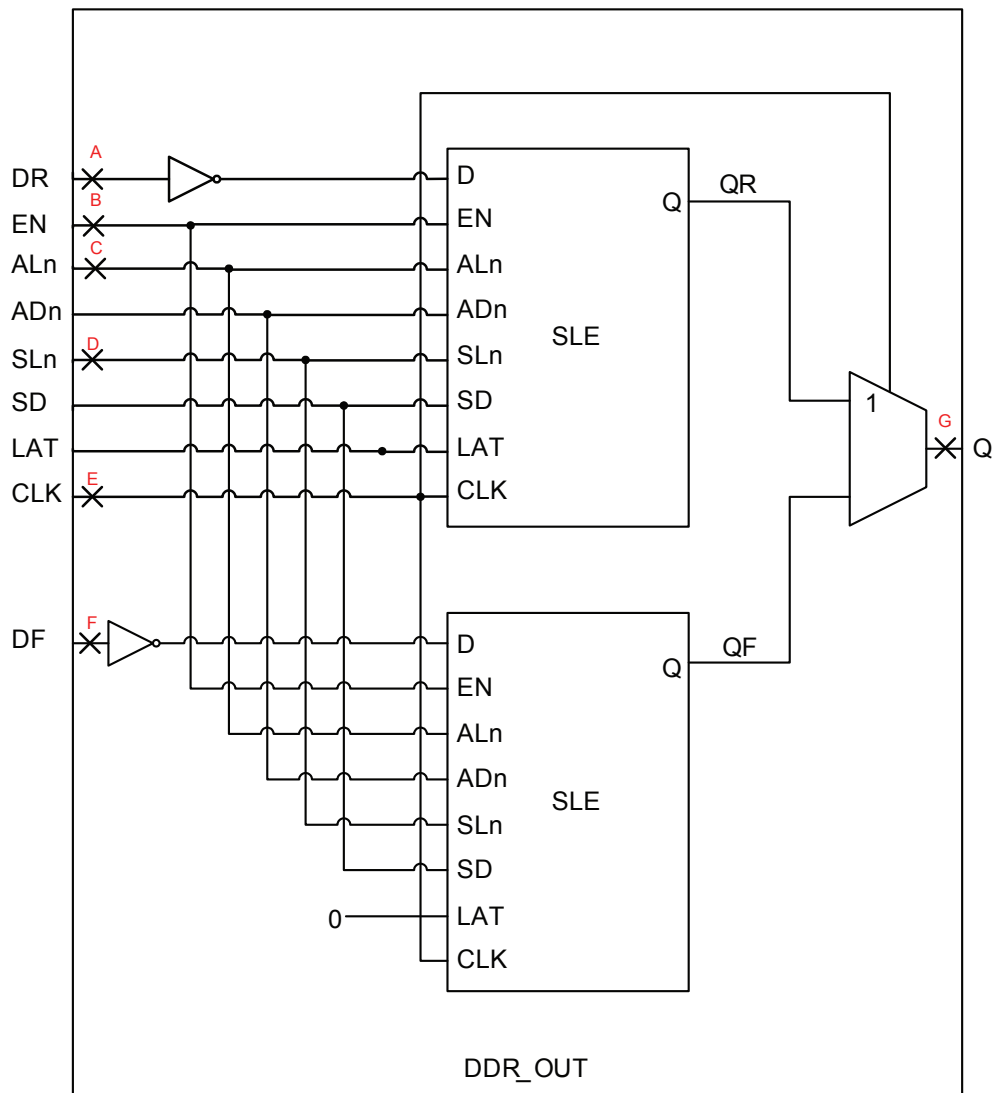 A
DR
B
EN
C
ALn
ADn
D
SLn
SD
LAT
E
CLK
D
EN
ALn
ADn
SLn
SD
LAT
CLK
SLE
Q
QR
1
G
Q
F
DF
D
EN
ALn
ADn
SLn
SD
0
LAT
CLK
SLE
Q
QF
DDR_OUT